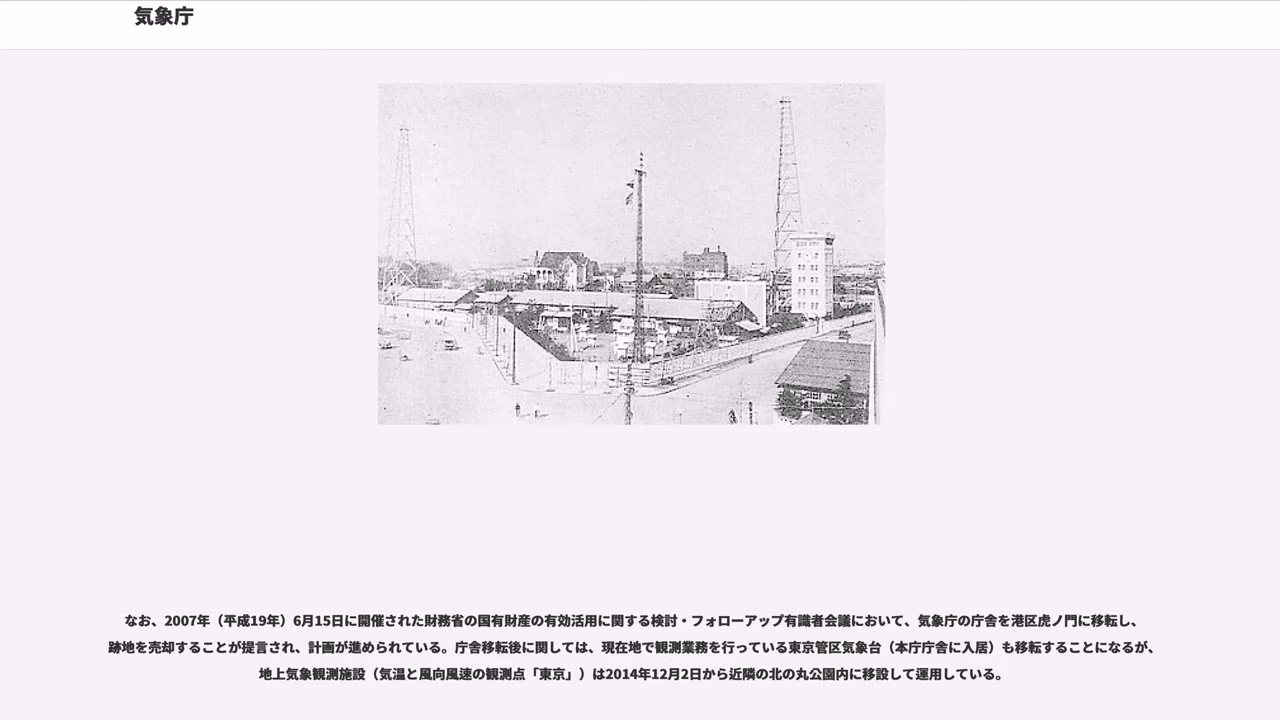 気象庁
なお、2007年（平成19年）6月15日に開催された財務省の国有財産の有効活用に関する検討・フォローアップ有識者会議において、気象庁の庁舎を港区虎ノ門に移転し、
跡地を売却することが提言され、計画が進められている。庁舎移転後に関しては、現在地で観測業務を行っている東京管区気象台（本庁庁舎に入居）も移転することになるが、
地上気象観測施設（気温と風向風速の観測点「東京」）は2014年12月2日から近隣の北の丸公園内に移設して運用している。